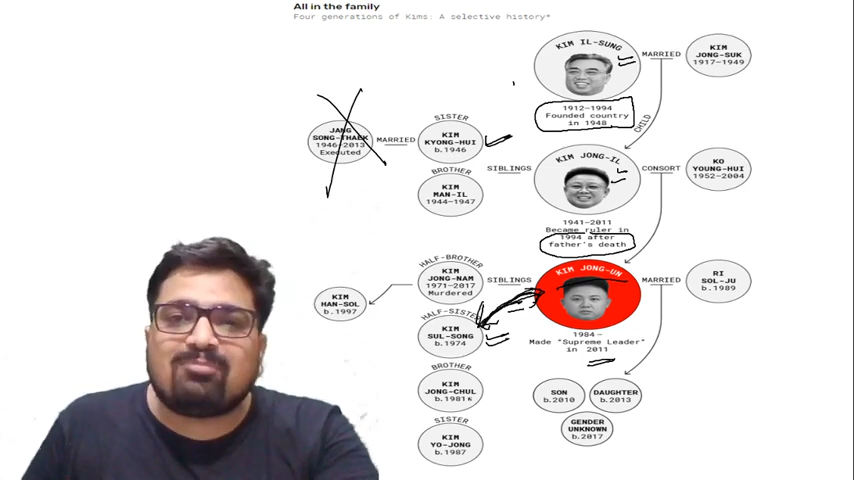 All in the family
Four generations of Kims: A selective history*
KIM IL-SUNG
MARRIED
KIM
JONG-SUK
1917–1949
1912–1994
Founded country
in 1948
CHILD
JANG
SONG-THAEK
1946–2013
Executed
MARRIED
SISTER
KIM
KYONG-HUI
b.1946
BROTHER
KIM
MAN-IL
1944–1947
SIBLINGS
KIM JONG-IL
CONSORT
KO
YOUNG-HUI
1952–2004
1941–2011
Became ruler in
1994 after
father's death
HALF-BROTHER
KIM
JONG-NAM
1971–2017
Murdered
KIM
HAN-SOL
b.1997
SIBLINGS
KIM JONG-UN
MARRIED
RI
SOL-JU
b.1989
1984–
Made "Supreme Leader"
in 2011
HALF-SISTER
KIM
SUL-SONG
b.1974
BROTHER
KIM
JONG-CHUL
b.1981
SISTER
KIM
YO-JONG
b.1987
SON
b.2010
DAUGHTER
b.2013
GENDER
UNKNOWN
b.2017